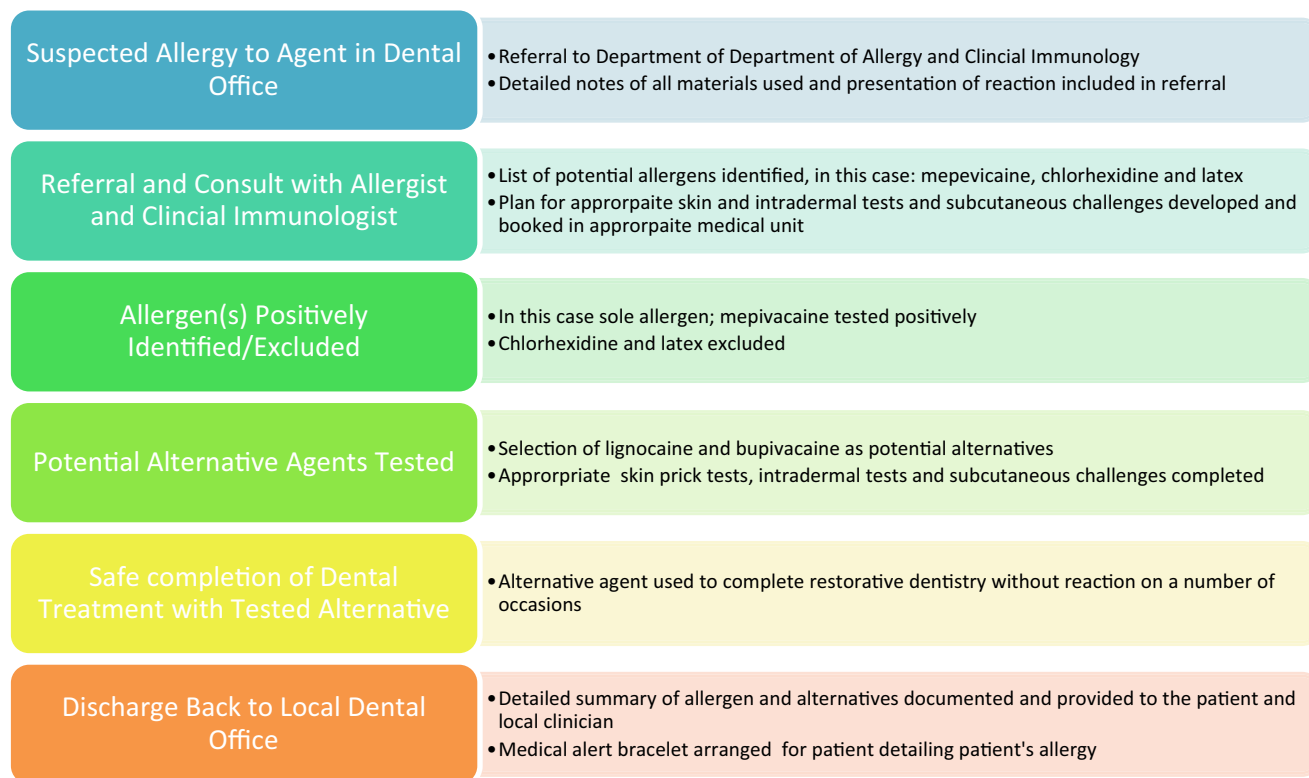 Suspected Allergy to Agent in Dental
Office
•Referral to Department of Department of Allergy and Clincial Immunology
•Detailed notes of all materials used and presentation of reaction included in referral
Referral and Consult with Allergist
and Clincial Immunologist
•List of potential allergens identified, in this case: mepevicaine, chlorhexidine and latex
•Plan for approrpaite skin and intradermal tests and subcutaneous challenges developed and
booked in approrpaite medical unit
Allergen(s) Positively
Identified/Excluded
•In this case sole allergen; mepivacaine tested positively
•Chlorhexidine and latex excluded
Potential Alternative Agents Tested
•Selection of lignocaine and bupivacaine as potential alternatives
•Approrpriate skin prick tests, intradermal tests and subcutaneous challenges completed
Safe completion of Dental
Treatment with Tested Alternative
•Alternative agent used to complete restorative dentistry without reaction on a number of
occasions
Discharge Back to Local Dental
Office
•Detailed summary of allergen and alternatives documented and provided to the patient and
local clinician
•Medical alert bracelet arranged for patient detailing patient's allergy